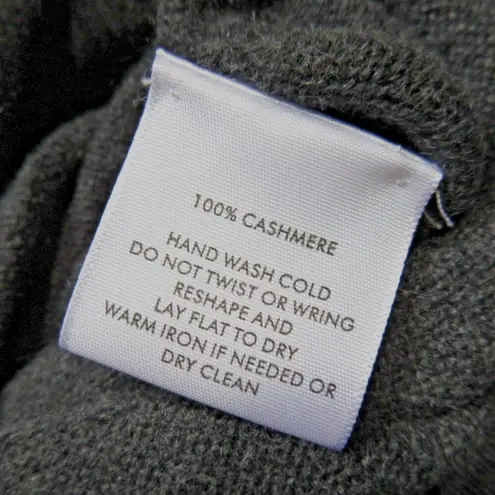 100% CASHMERE
HAND WASH COLD
DO NOT TWIST OR WRING
RESHAPE AND
LAY FLAT TO DRY
WARM IRON IF NEEDED OR
DRY CLEAN